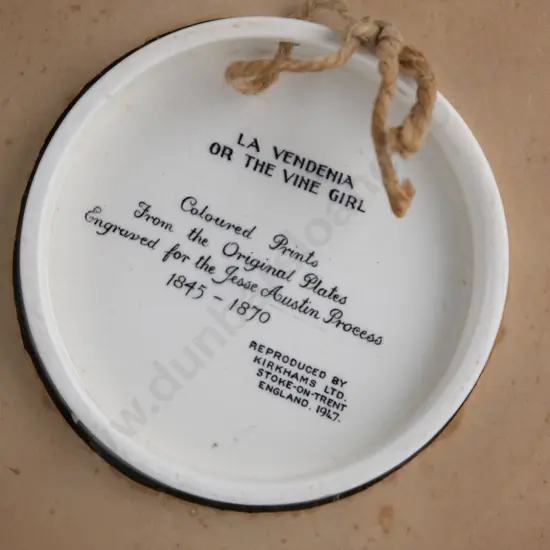 LA VENDENIA
OR THE VINE GIRL
Coloured Prints
From the Original Plates
Engraved for the Jesse Austin Process
1845 - 1870
REPRODUCED BY
KIRKHAMS LTD.
STOKE-ON-TRENT
ENGLAND. 1947.